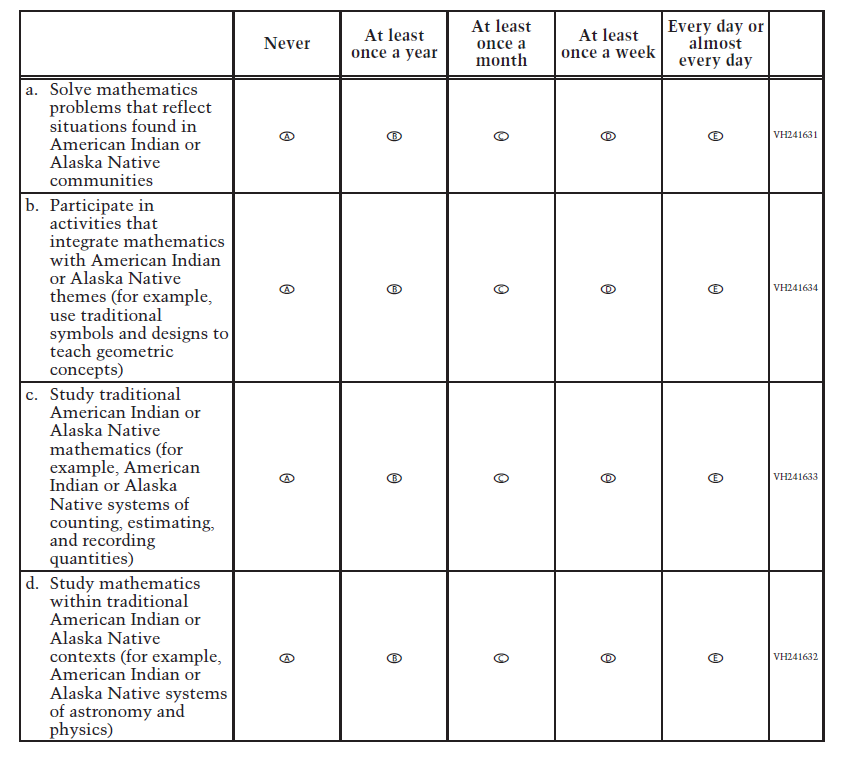 Never
At least
once a year
At least
once a
month
At least
once a week
Every day or
almost
every day
a. Solve mathematics
problems that reflect
situations found in
American Indian or
Alaska Native
communities
A B C D E VH241631
b. Participate in
activities that
integrate mathematics
with American Indian
or Alaska Native
themes (for example,
use traditional
symbols and designs to
teach geometric
concepts)
A B C D E VH241634
c. Study traditional
American Indian or
Alaska Native
mathematics (for
example, American
Indian or Alaska
Native systems of
counting, estimating,
and recording
quantities)
A B C D E VH241633
d. Study mathematics
within traditional
American Indian or
Alaska Native
contexts (for example,
American Indian or
Alaska Native systems
of astronomy and
physics)
A B C D E VH241632